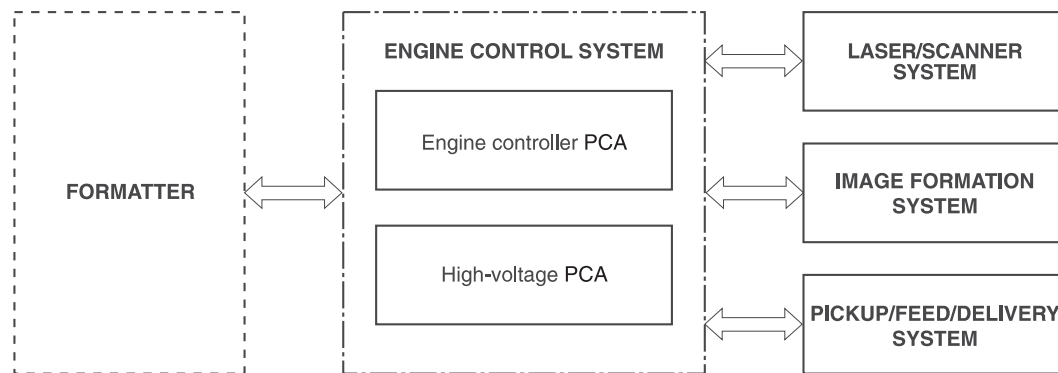 FORMATTER
ENGINE CONTROL SYSTEM
Engine controller PCA
High-voltage PCA
LASER/SCANNER
SYSTEM
IMAGE FORMATION
SYSTEM
PICKUP/FEED/DELIVERY
SYSTEM